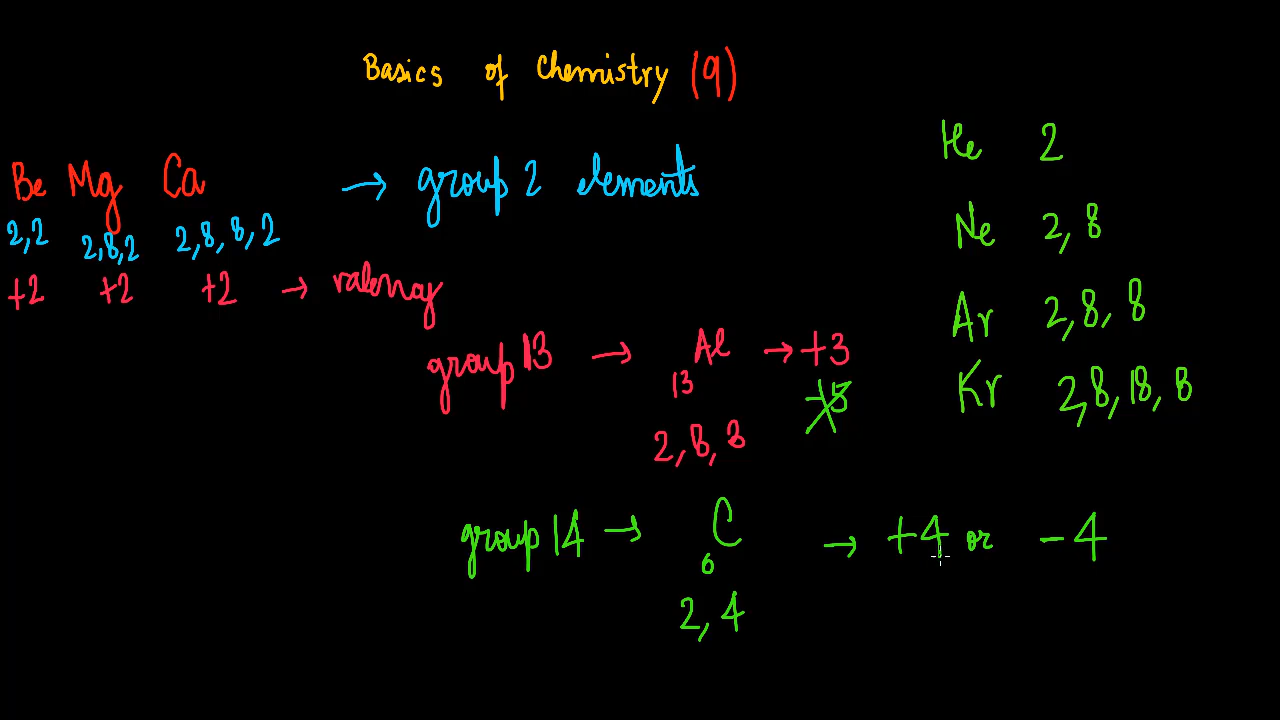 Basics of Chemistry (9)
Be Mg Ca → group 2 elements
2,2 2,8,2 2,8,8,2
+2 +2 +2 → valency
He 2
Ne 2, 8
Ar 2, 8, 8
Kr 2,8,18, 8
group 13 → 13 Al → +3
2, 8, 3
group 14 → 6 C → +4 or -4
2, 4